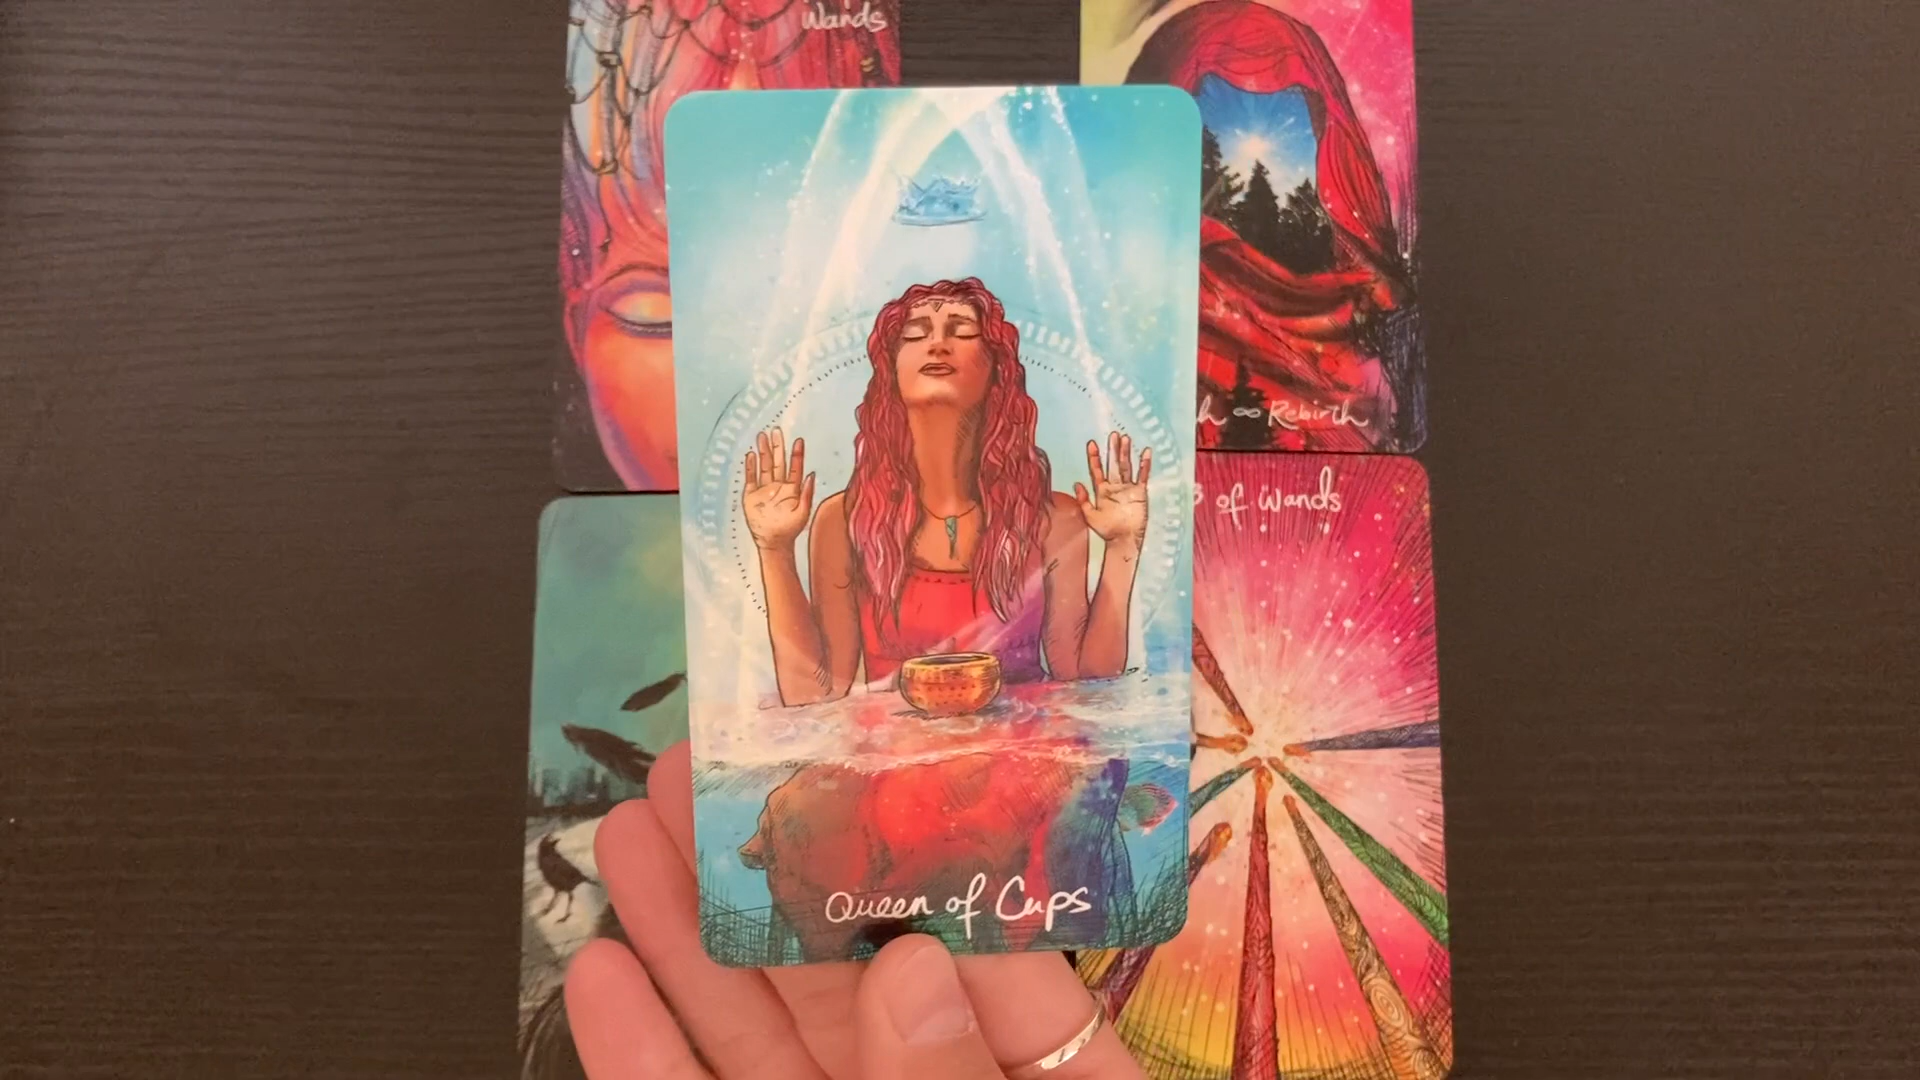 Wands
∞ Rebirth
of Wands
Queen of Cups